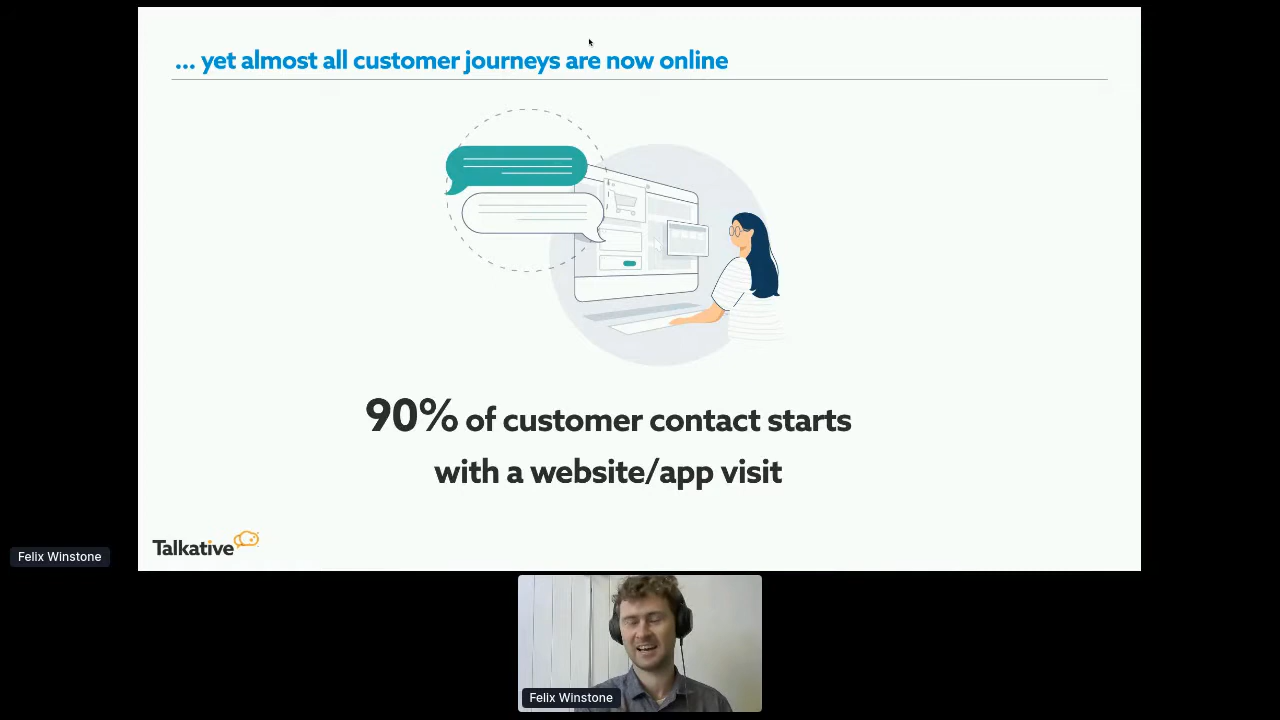 ... yet almost all customer journeys are now online
90% of customer contact starts
with a website/app visit
Talkative
Felix Winstone
Felix Winstone